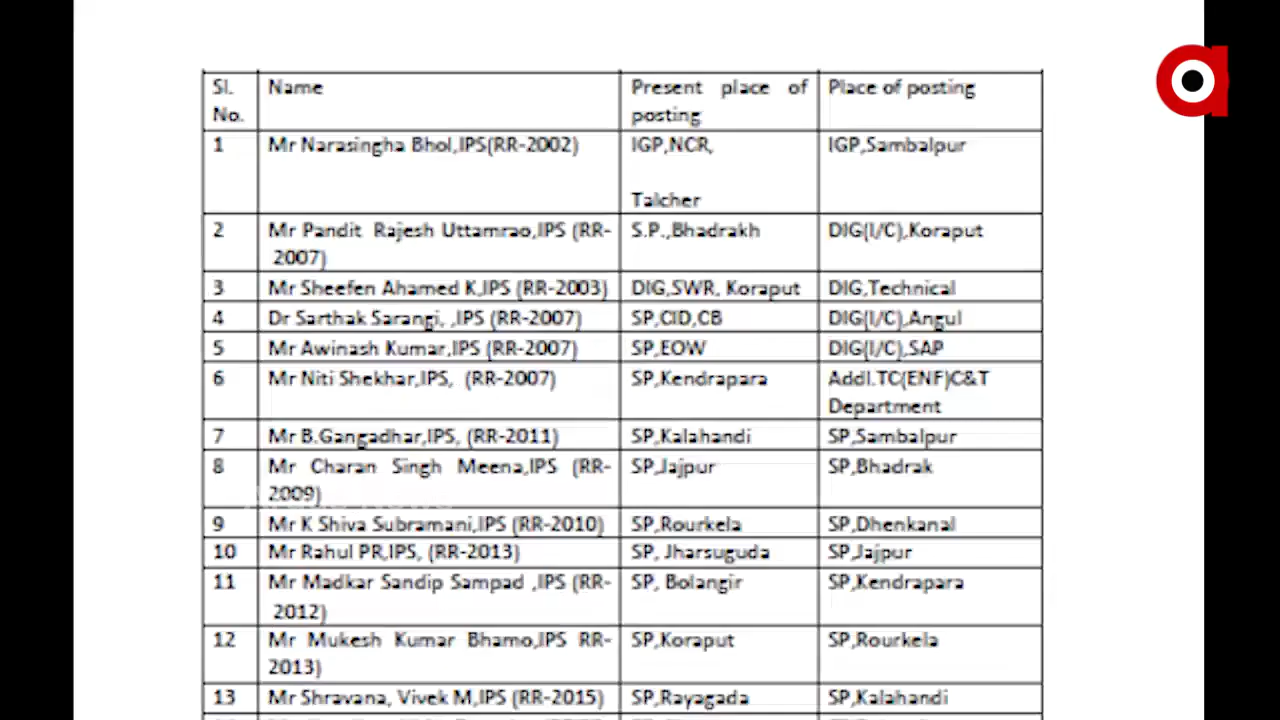 Sl. Name Present place of Place of posting
No. posting
1 Mr Narasingha Bhol,IPS(RR-2002) IGP,NCR, IGP,Sambalpur
Talcher
2 Mr Pandit Rajesh Uttamrao,IPS (RR- S.P.,Bhadrakh DIG(I/C),Koraput
2007)
3 Mr Sheefen Ahamed K,IPS (RR-2003) DIG,SWR, Koraput DIG,Technical
4 Dr Sarthak Sarangi, ,IPS (RR-2007) SP,CID,CB DIG(I/C),Angul
5 Mr Awinash Kumar,IPS (RR-2007) SP,EOW DIG(I/C),SAP
6 Mr Niti Shekhar,IPS, (RR-2007) SP,Kendrapara Addl.TC(ENF)C&T
Department
7 Mr B.Gangadhar,IPS, (RR-2011) SP,Kalahandi SP,Sambalpur
8 Mr Charan Singh Meena,IPS (RR- SP,Jajpur SP,Bhadrak
2009)
9 Mr K Shiva Subramani,IPS (RR-2010) SP,Rourkela SP,Dhenkanal
10 Mr Rahul PR,IPS, (RR-2013) SP, Jharsuguda SP,Jajpur
11 Mr Madkar Sandip Sampad ,IPS (RR- SP, Bolangir SP,Kendrapara
2012)
12 Mr Mukesh Kumar Bhamo,IPS RR- SP,Koraput SP,Rourkela
2013)
13 Mr Shravana, Vivek M,IPS (RR-2015) SP,Rayagada SP,Kalahandi